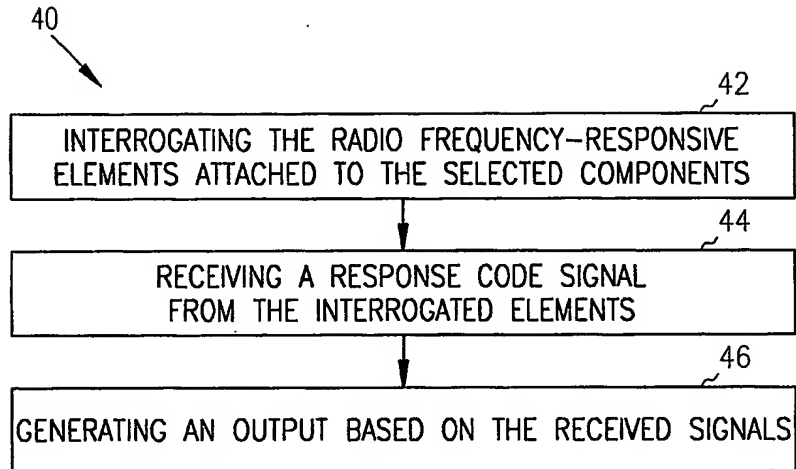 40
42
INTERROGATING THE RADIO FREQUENCY-RESPONSIVE
ELEMENTS ATTACHED TO THE SELECTED COMPONENTS
44
RECEIVING A RESPONSE CODE SIGNAL
FROM THE INTERROGATED ELEMENTS
46
GENERATING AN OUTPUT BASED ON THE RECEIVED SIGNALS